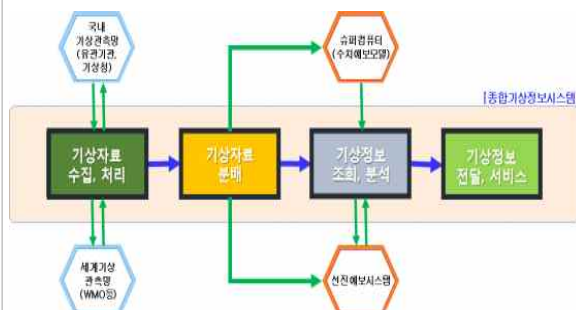 국내
기상관측망
(유관기관,
기상청)
슈퍼컴퓨터
(수치예보모델)
[종합기상정보시스템
기상자료
수집, 처리
기상자료
분배
기상정보
조회, 분석
기상정보
전달, 서비스
세계기상
관측망
(WMO등)
선진예보시스템